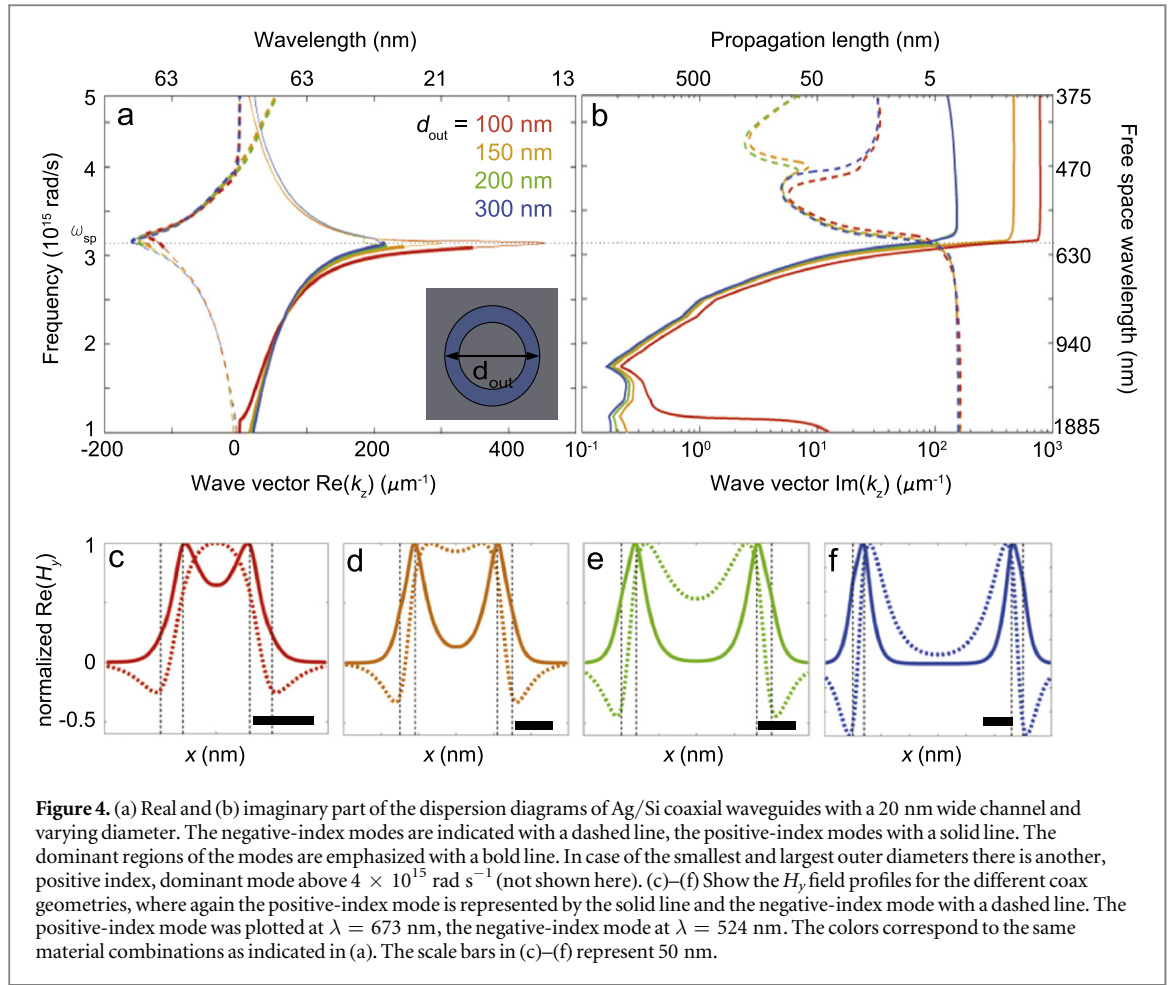 Wavelength (nm)
Propagation length (nm)
63 63 21 13
500 50 5
a
b
d_out = 100 nm
150 nm
200 nm
300 nm
5
4
ω_sp
3
2
1
Frequency (10^15 rad/s)
d_out
375
470
630
940
1885
Free space wavelength (nm)
-200 0 200 400
10^-1 10^0 10^1 10^2 10^3
Wave vector Re(k_z) (μm^-1)
Wave vector Im(k_z) (μm^-1)
normalized Re(H_y)
1
0
-0.5
c
d
e
f
x (nm)
x (nm)
x (nm)
x (nm)
Figure 4. (a) Real and (b) imaginary part of the dispersion diagrams of Ag/Si coaxial waveguides with a 20 nm wide channel and
varying diameter. The negative-index modes are indicated with a dashed line, the positive-index modes with a solid line. The
dominant regions of the modes are emphasized with a bold line. In case of the smallest and largest outer diameters there is another,
positive index, dominant mode above 4 × 10^15 rad s^−1 (not shown here). (c)–(f) Show the H_y field profiles for the different coax
geometries, where again the positive-index mode is represented by the solid line and the negative-index mode with a dashed line. The
positive-index mode was plotted at λ = 673 nm, the negative-index mode at λ = 524 nm. The colors correspond to the same
material combinations as indicated in (a). The scale bars in (c)–(f) represent 50 nm.